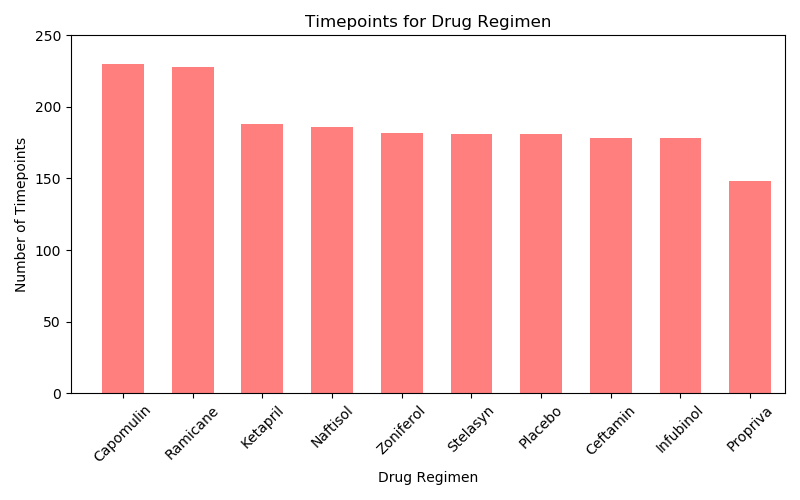 Timepoints for Drug Regimen
250
200
150
100
50
0
Number of Timepoints
Capomulin
Ramicane
Ketapril
Naftisol
Zoniferol
Stelasyn
Placebo
Ceftamin
Infubinol
Propriva
Drug Regimen